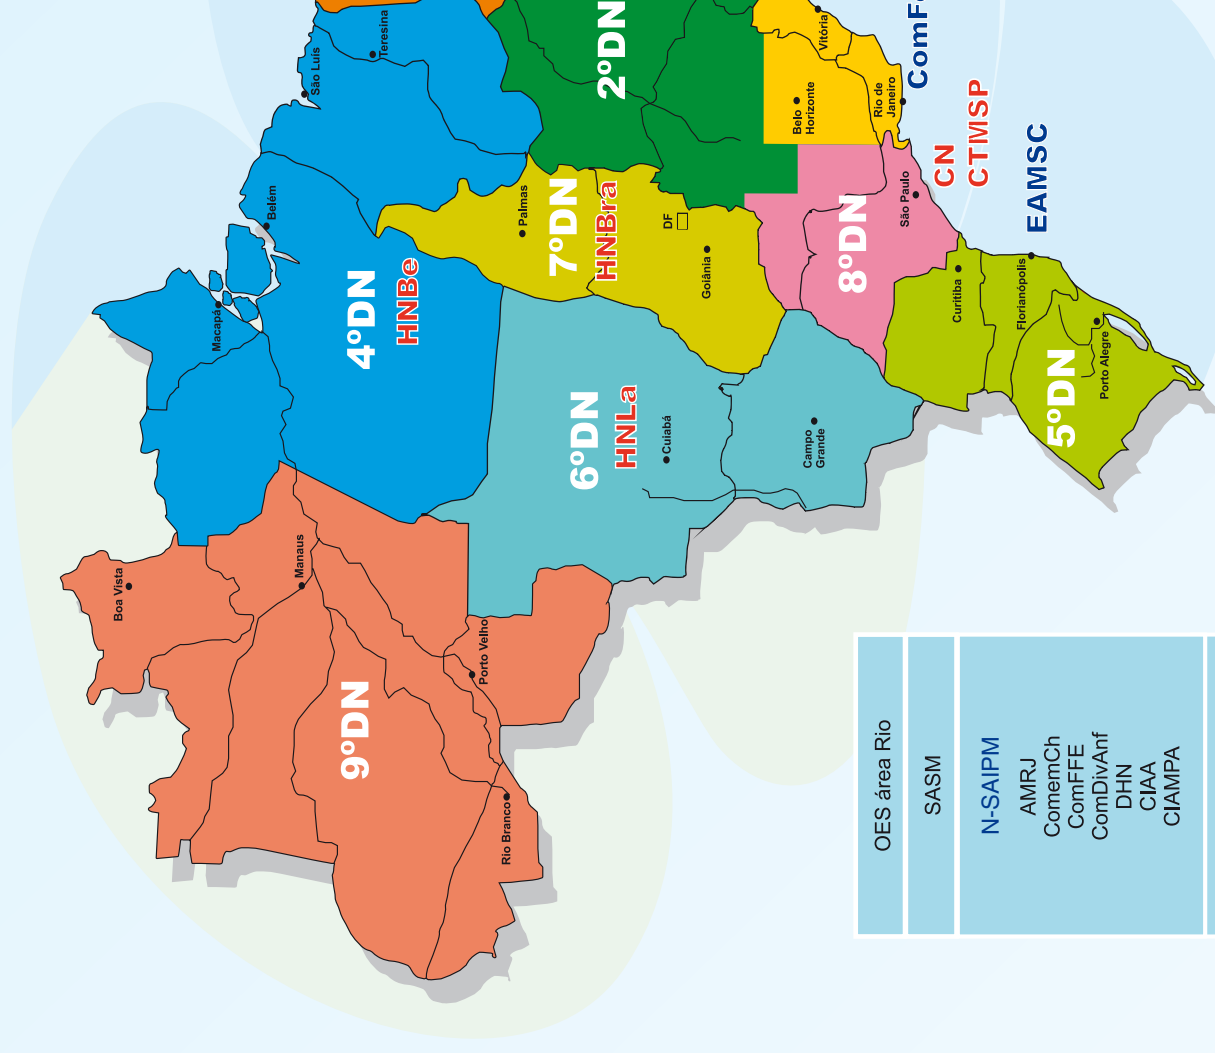 Boa Vista
Manaus
9ºDN
Rio Branco
Porto Velho
Macapá
Belém
São Luís
Teresina
4ºDN
HNBe
Palmas
7ºDN
HNBra
DF
Goiânia
2ºDN
6ºDN
HNLa
Cuiabá
Campo
Grande
Belo
Horizonte
Vitória
Rio de
Janeiro
ComF
8ºDN
São Paulo
CN
CTMSP
EAMSC
Curitiba
Florianópolis
5ºDN
Porto Alegre
OES área Rio
SASM
N-SAIPM
AMRJ
ComemCh
ComFFE
ComDivAnf
DHN
CIAA
CIAMPA